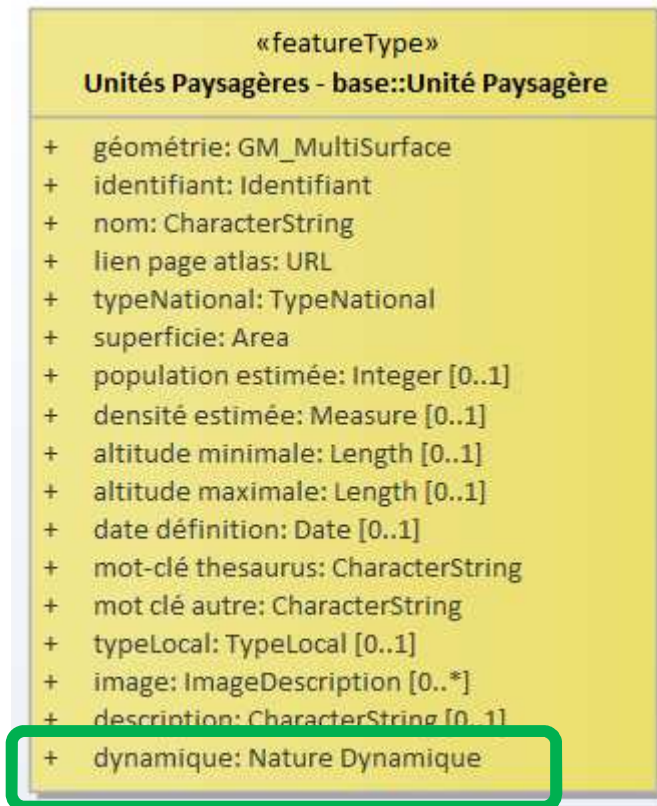 «featureType»
Unités Paysagères - base::Unité Paysagère
+ géométrie: GM_MultiSurface
+ identifiant: Identifiant
+ nom: CharacterString
+ lien page atlas: URL
+ typeNational: TypeNational
+ superficie: Area
+ population estimée: Integer [0..1]
+ densité estimée: Measure [0..1]
+ altitude minimale: Length [0..1]
+ altitude maximale: Length [0..1]
+ date définition: Date [0..1]
+ mot-clé thesaurus: CharacterString
+ mot clé autre: CharacterString
+ typeLocal: TypeLocal [0..1]
+ image: ImageDescription [0..*]
+ description: CharacterString [0..1]
+ dynamique: Nature Dynamique